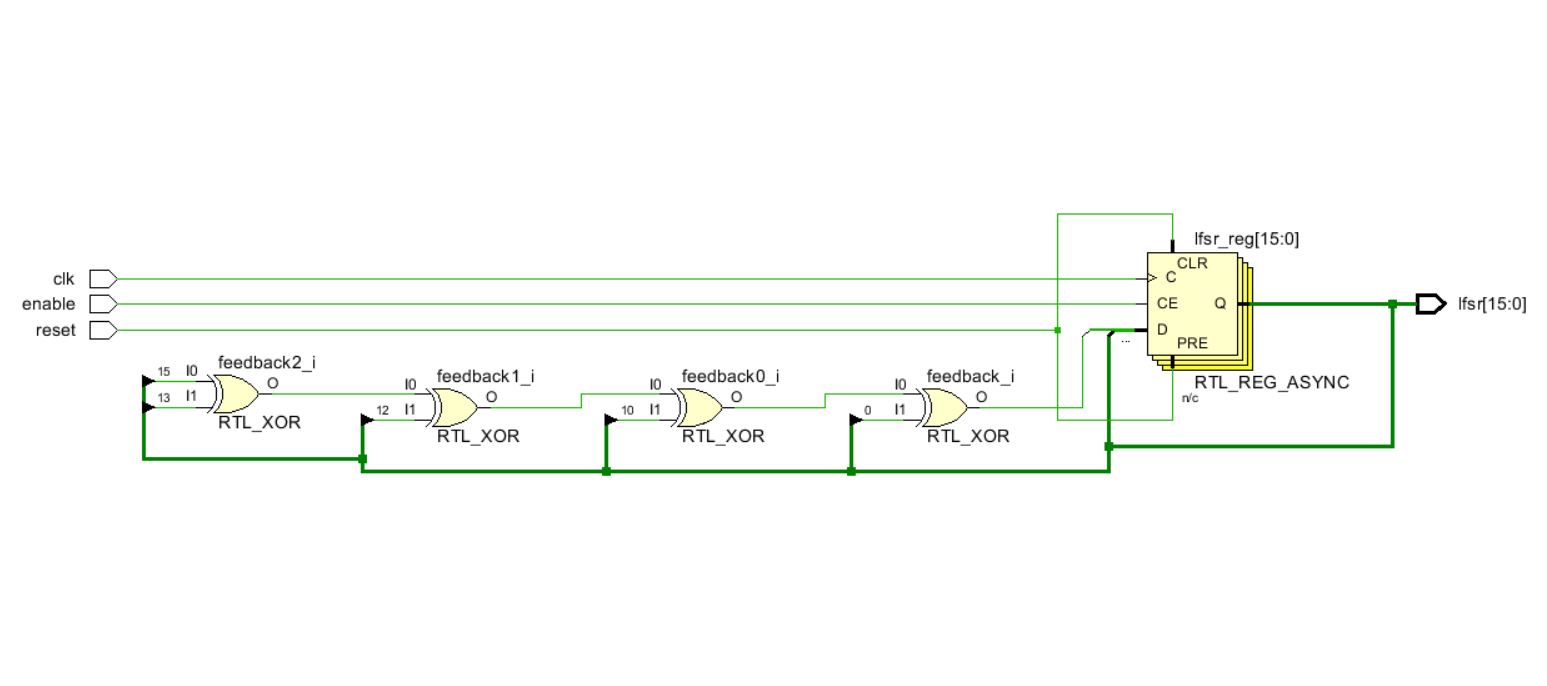 lfsr_reg[15:0]
CLR
clk
C
enable
CE
Q
lfsr[15:0]
reset
D
...
PRE
feedback2_i
15
I0
O
13
I1
RTL_XOR
feedback1_i
I0
O
12
I1
RTL_XOR
feedback0_i
I0
O
10
I1
RTL_XOR
feedback_i
I0
O
0
I1
RTL_XOR
RTL_REG_ASYNC
n/c